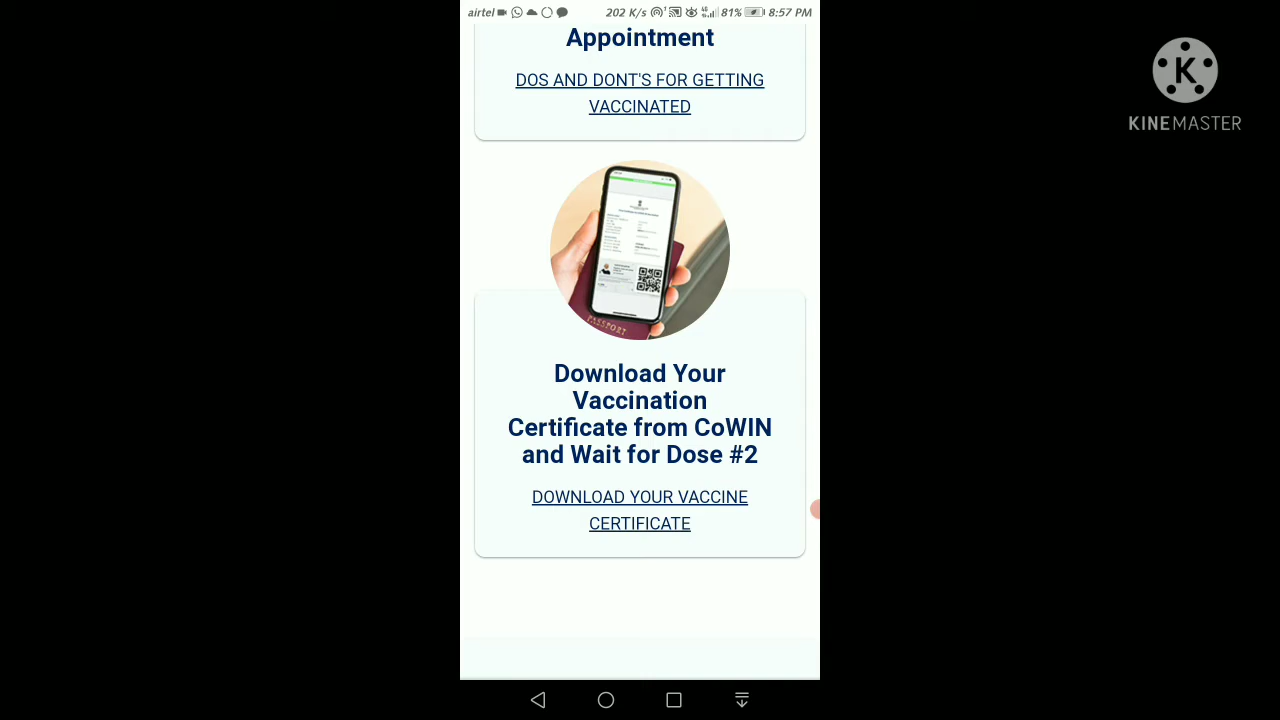 airtel 202 K/s 81% 8:57 PM
Appointment
DOS AND DONT'S FOR GETTING
VACCINATED
KINEMASTER
PASSPORT
Download Your
Vaccination
Certificate from CoWIN
and Wait for Dose #2
DOWNLOAD YOUR VACCINE
CERTIFICATE